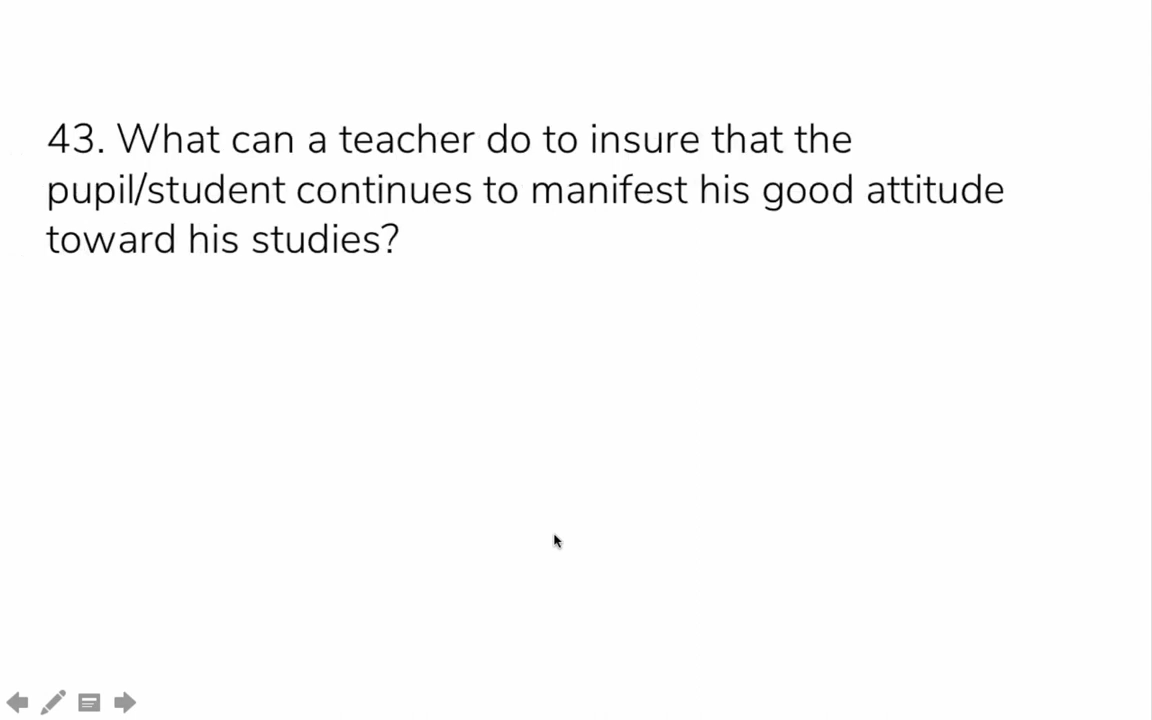 43. What can a teacher do to insure that the
pupil/student continues to manifest his good attitude
toward his studies?